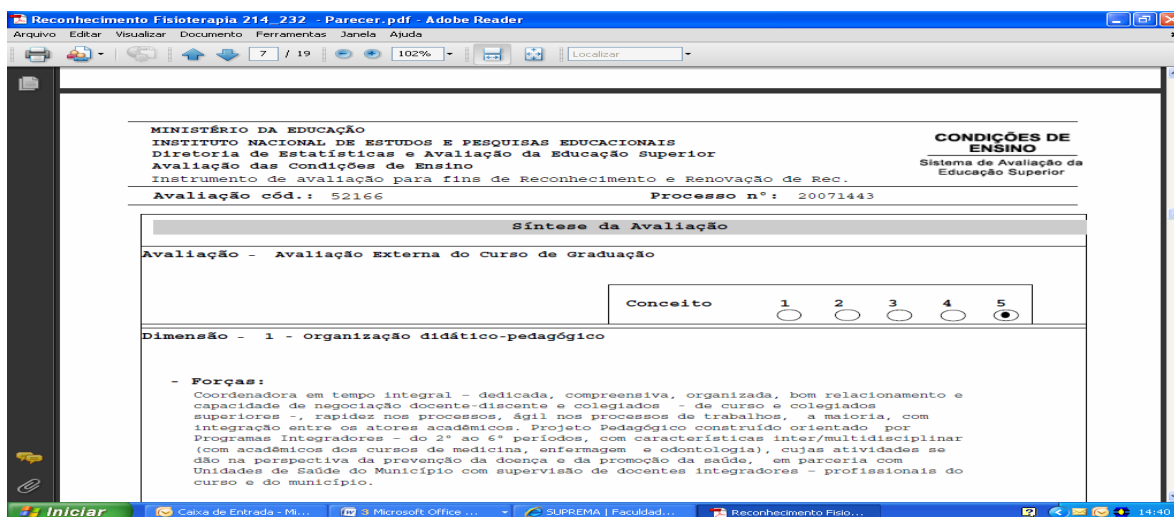 Reconhecimento Fisioterapia 214_232 - Parecer.pdf - Adobe Reader
Arquivo Editar Visualizar Documento Ferramentas Janela Ajuda
7 / 19 102% Localizar
MINISTÉRIO DA EDUCAÇÃO
INSTITUTO NACIONAL DE ESTUDOS E PESQUISAS EDUCACIONAIS
Diretoria de Estatísticas e Avaliação da Educação Superior
Avaliação das Condições de Ensino
Instrumento de avaliação para fins de Reconhecimento e Renovação de Rec.
CONDIÇÕES DE
ENSINO
Sistema de Avaliação da
Educação Superior
Avaliação cód.: 52166 Processo nº: 20071443
Síntese da Avaliação
Avaliação - Avaliação Externa do Curso de Graduação
Conceito 1 2 3 4 5
Dimensão - 1 - Organização didático-pedagógico
- Forças:
Coordenadora em tempo integral – dedicada, compreensiva, organizada, bom relacionamento e
capacidade de negociação docente-discente e colegiados - de curso e colegiados
superiores -, rapidez nos processos, ágil nos processos de trabalhos, a maioria, com
integração entre os atores acadêmicos. Projeto Pedagógico construído orientado por
Programas Integradores – do 2° ao 6° períodos, com características inter/multidisciplinar
(com acadêmicos dos cursos de medicina, enfermagem e odontologia), cujas atividades se
dão na perspectiva da prevenção da doença e da promoção da saúde, em parceria com
Unidades de Saúde do Município com supervisão de docentes integradores – profissionais do
curso e do município.
Iniciar Caixa de Entrada - Mi... 3 Microsoft Office ... SUPREMA | Faculdad... Reconhecimento Fisio... 14:40